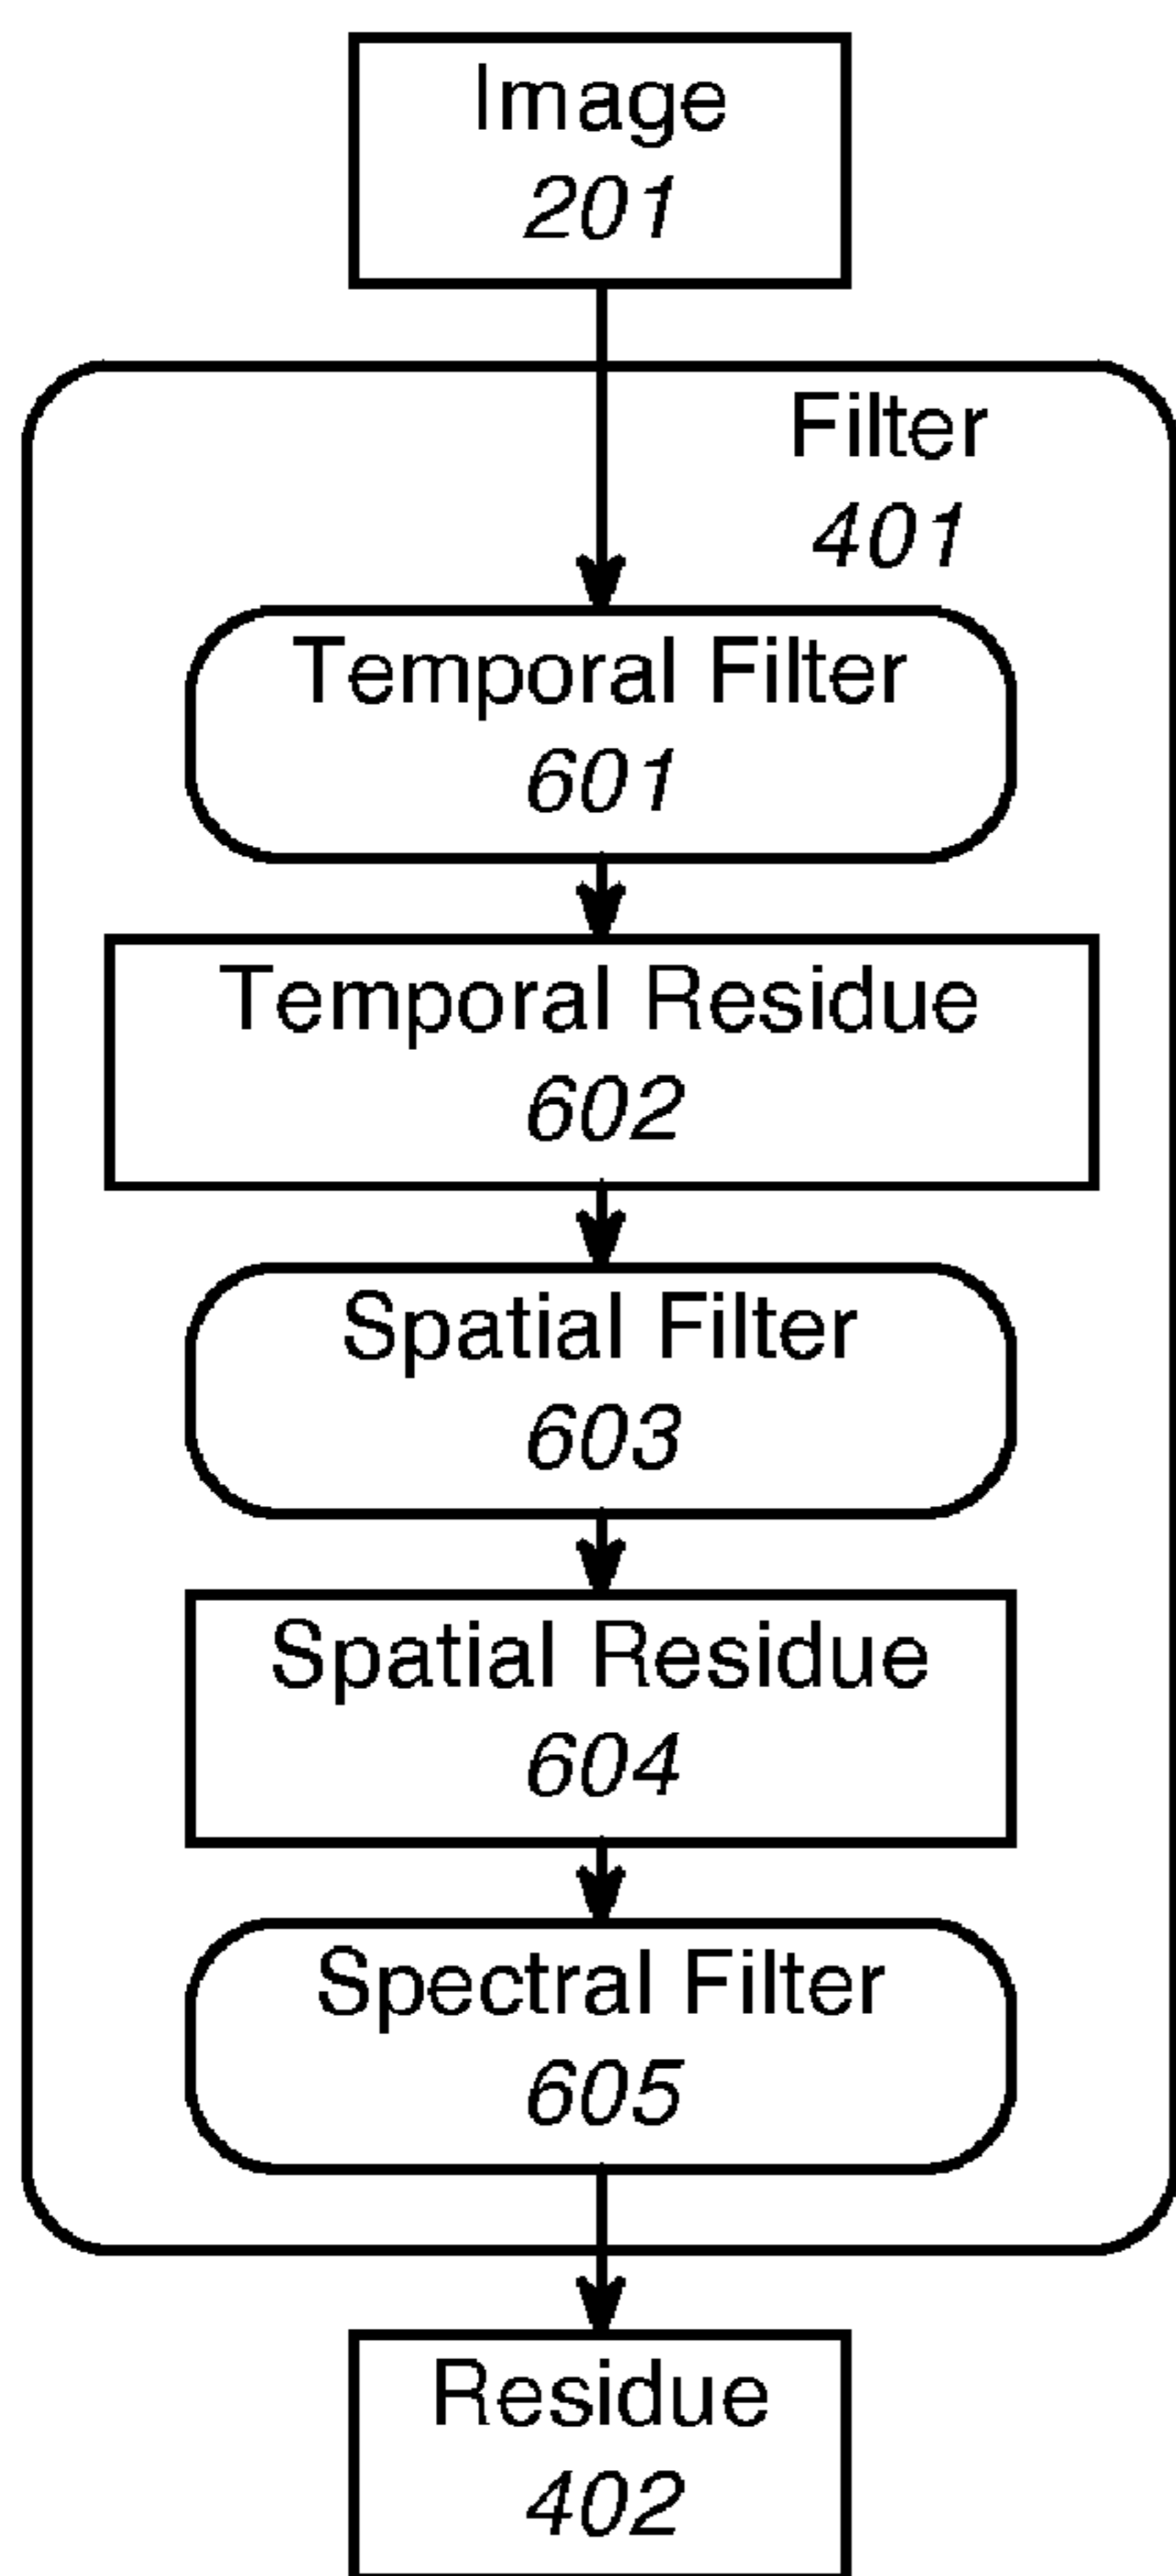 Image
201
Filter
401
Temporal Filter
601
Temporal Residue
602
Spatial Filter
603
Spatial Residue
604
Spectral Filter
605
Residue
402